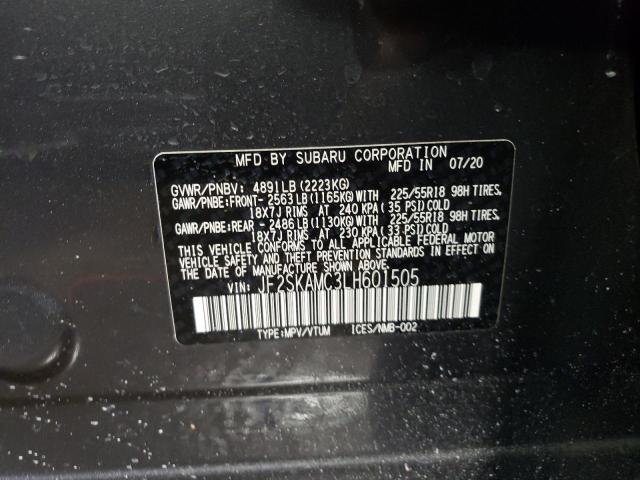 MFD BY SUBARU CORPORATION
MFD IN 07/20
GVWR/PNBV: 4891LB (2223KG)
GAWR/PNBE:FRONT- 2563LB (1165KG)WITH 225/55R18 98H TIRES,
18X7J RIMS AT 240 KPA (35 PSI)COLD
GAWR/PNBE:REAR - 2486LB (1130KG)WITH 225/55R18 98H TIRES,
18X7J RIMS AT 230 KPA (33 PSI)COLD
THIS VEHICLE CONFORMS TO ALL APPLICABLE FEDERAL MOTOR
VEHICLE SAFETY AND THEFT PREVENTION STANDARDS IN EFFECT ON
THE DATE OF MANUFACTURE SHOWN ABOVE.
VIN: JF2SKAMC3LH601505
TYPE:MPV/VTUM ICES/NMB-002